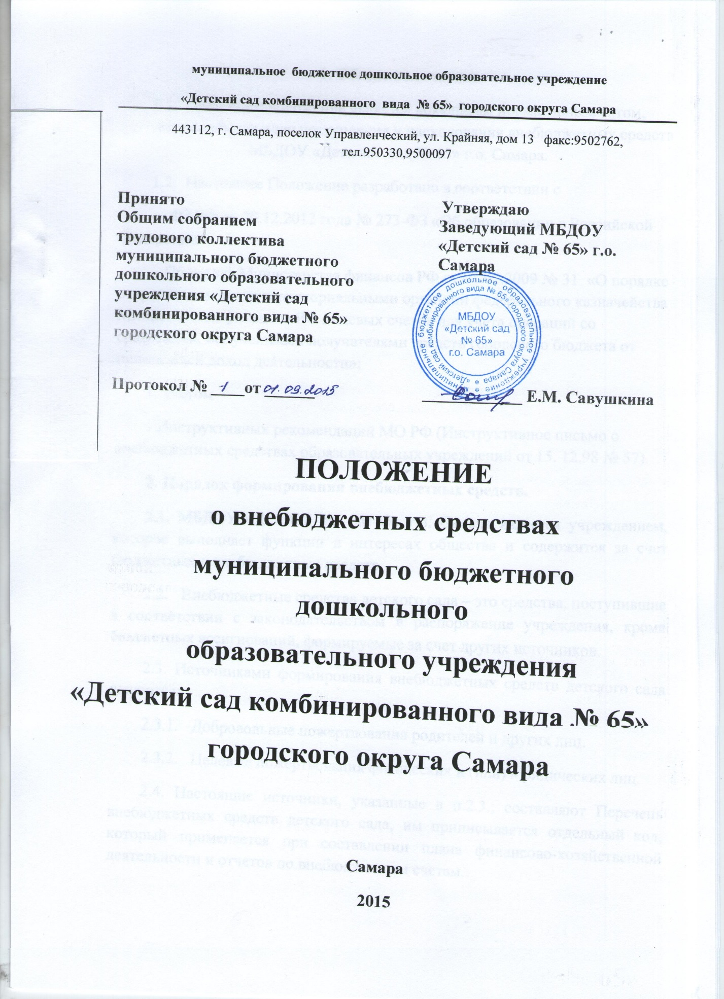 муниципальное бюджетное дошкольное образовательное учреждение
«Детский сад комбинированного вида № 65» городского округа Самара
443112, г. Самара, поселок Управленческий, ул. Крайняя, дом 13 факс:9502762,
тел.950330,9500097
Принято
Общим собранием
трудового коллектива
муниципального бюджетного
дошкольного образовательного
учреждения «Детский сад
комбинированного вида № 65»
городского округа Самара
Протокол № 1 от 01.09.2015
Утверждаю
Заведующий МБДОУ
«Детский сад № 65» г.о.
Самара
муниципальное бюджетное дошкольное образовательное учреждение
«Детский сад комбинированного вида № 65» городского округа Самара
МБДОУ
«Детский сад
№ 65»
г.о. Самара
Е.М. Савушкина
ПОЛОЖЕНИЕ
о внебюджетных средствах
муниципального бюджетного
дошкольного
образовательного учреждения
«Детский сад комбинированного вида № 65»
городского округа Самара
Самара
2015